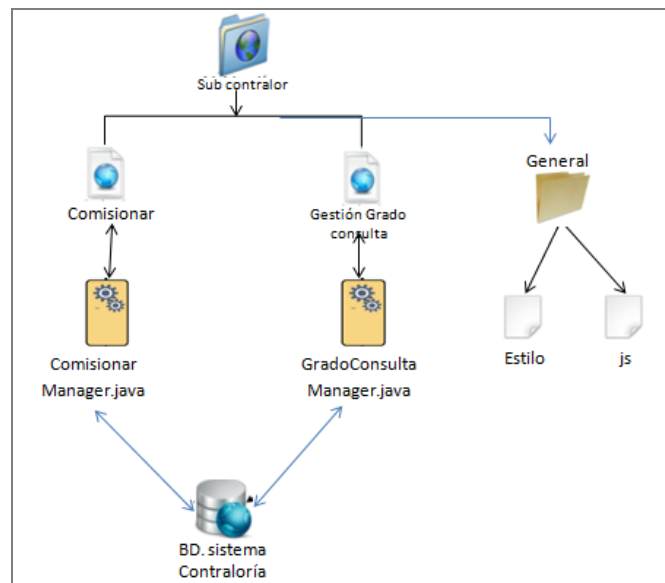 Sub contralor
General
Comisionar
Gestión Grado
consulta
Comisionar
Manager.java
GradoConsulta
Manager.java
Estilo
js
BD. sistema
Contraloría